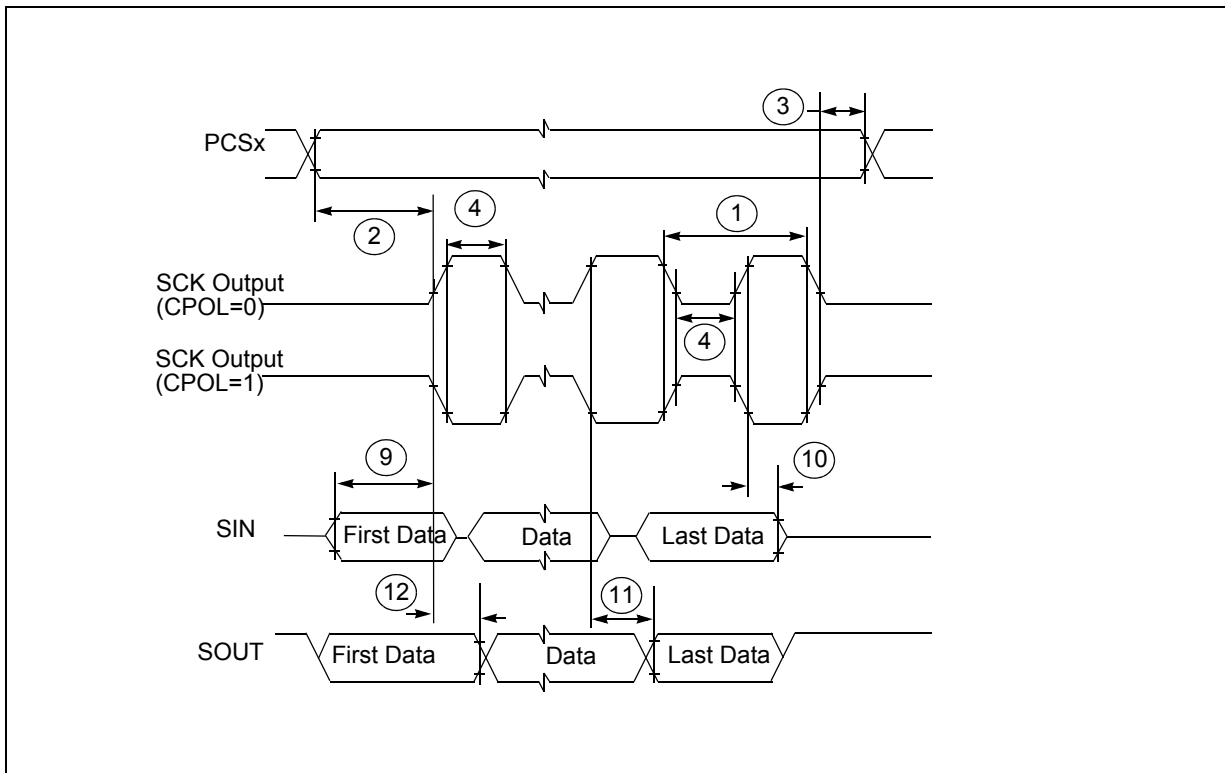 3
PCSx
2
4
1
SCK Output
(CPOL=0)
4
SCK Output
(CPOL=1)
9
10
SIN
First Data
Data
Last Data
12
11
SOUT
First Data
Data
Last Data